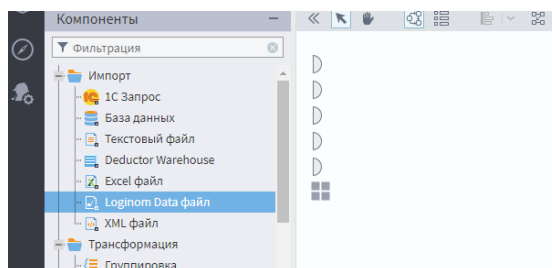 Компоненты
Фильтрация
Импорт
1С Запрос
База данных
Текстовый файл
Deductor Warehouse
Excel файл
Loginom Data файл
XML файл
Трансформация
Группировка